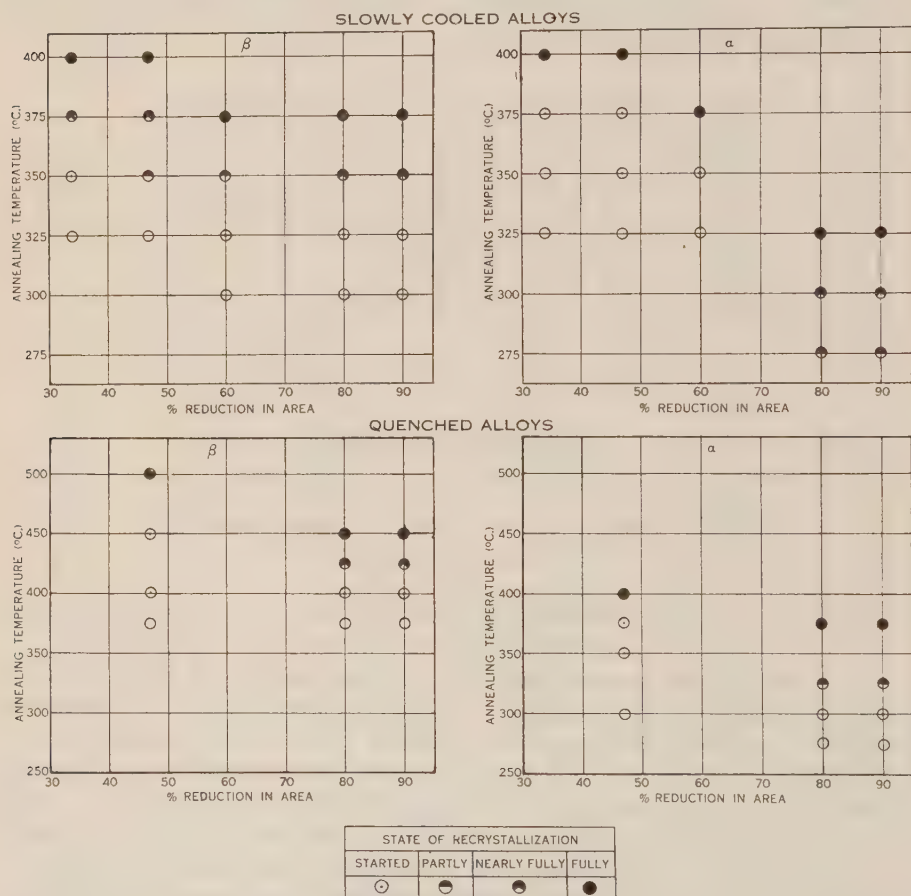 SLOWLY COOLED ALLOYS
β
ANNEALING TEMPERATURE (°C.)
400
375
350
325
300
275
30 40 50 60 70 80 90
% REDUCTION IN AREA
α
ANNEALING TEMPERATURE (°C.)
400
375
350
325
300
275
30 40 50 60 70 80 90
% REDUCTION IN AREA
QUENCHED ALLOYS
β
ANNEALING TEMPERATURE (°C.)
500
450
400
350
300
250
30 40 50 60 70 80 90
% REDUCTION IN AREA
α
ANNEALING TEMPERATURE (°C.)
500
450
400
350
300
250
30 40 50 60 70 80 90
% REDUCTION IN AREA
STATE OF RECRYSTALLIZATION
STARTED PARTLY NEARLY FULLY FULLY